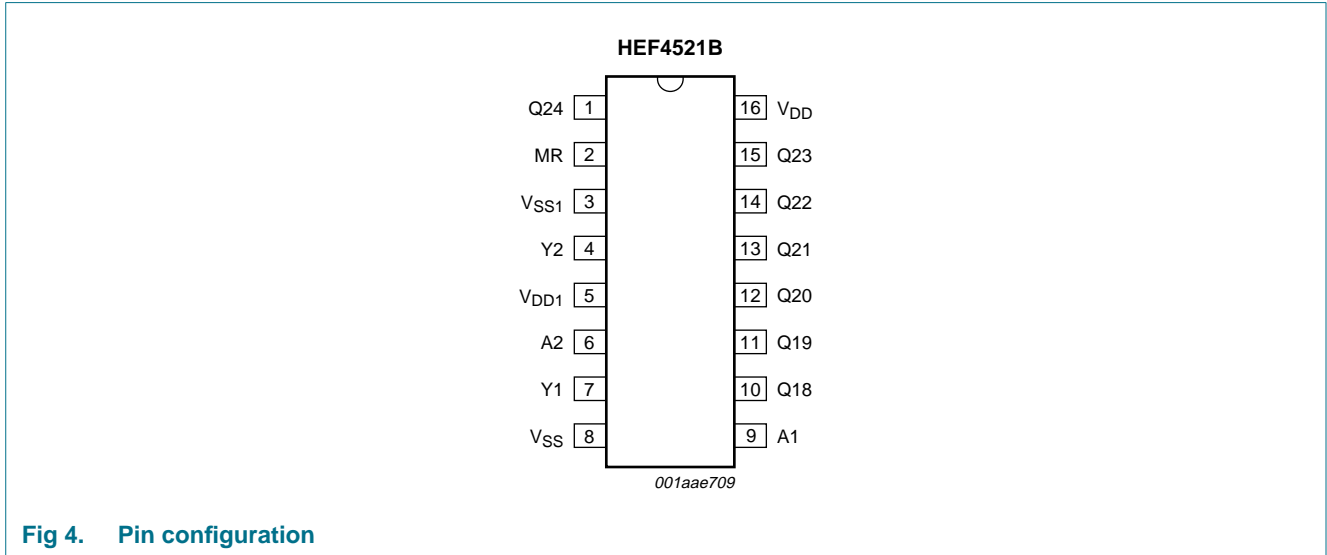 HEF4521B
Q24 1 16 VDD
MR 2 15 Q23
VSS1 3 14 Q22
Y2 4 13 Q21
VDD1 5 12 Q20
A2 6 11 Q19
Y1 7 10 Q18
VSS 8 9 A1
001aae709
Fig 4. Pin configuration